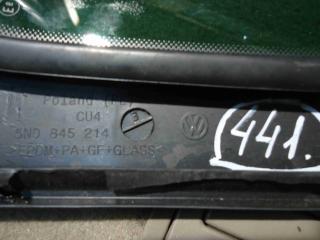 Poland
CU4
5N0 845 214
3
>EPDM+PA+GF+GLASS<
441.